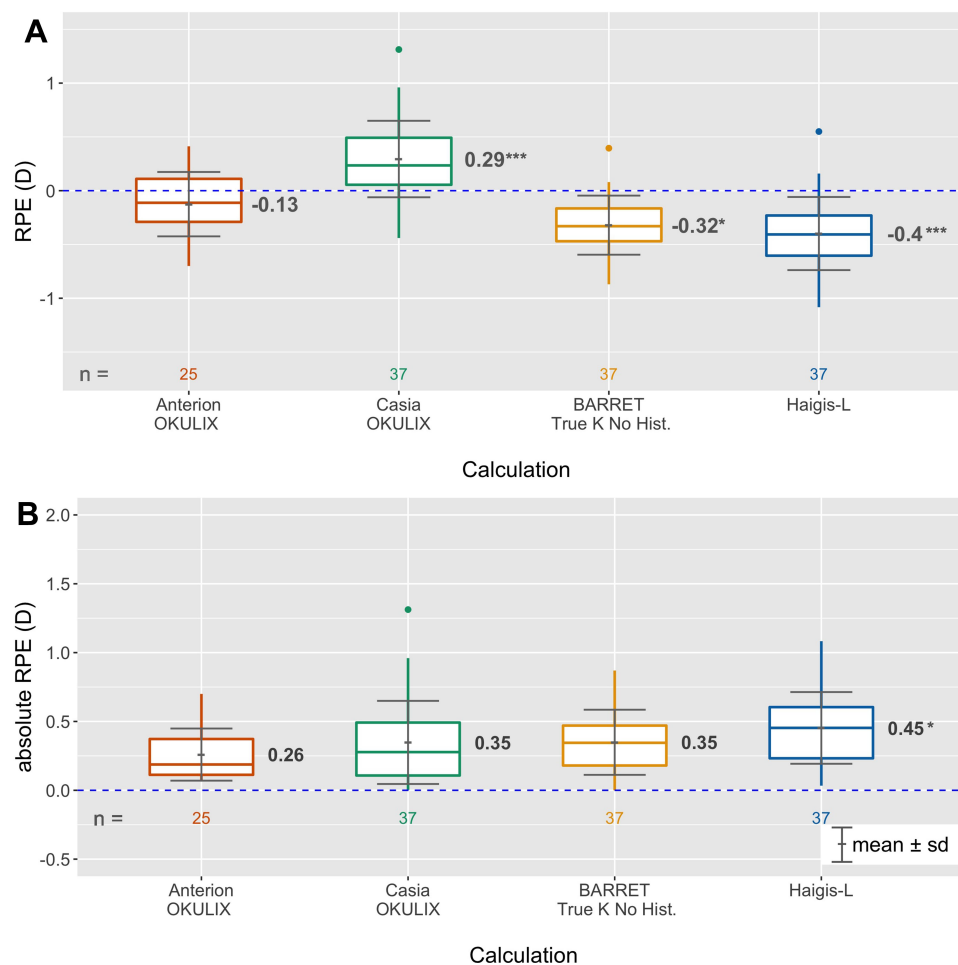 A
RPE (D)
1
0
-1
-0.13
0.29***
-0.32*
-0.4 ***
n =
25
37
37
37
Anterion
OKULIX
Casia
OKULIX
BARRET
True K No Hist.
Haigis-L
Calculation
B
absolute RPE (D)
2.0
1.5
1.0
0.5
0.0
-0.5
0.26
0.35
0.35
0.45 *
n =
25
37
37
37
mean ± sd
Anterion
OKULIX
Casia
OKULIX
BARRET
True K No Hist.
Haigis-L
Calculation